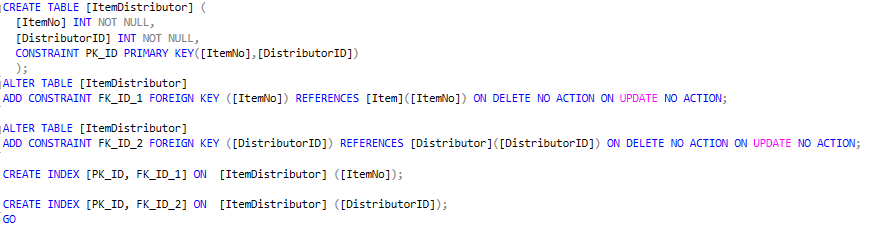 CREATE TABLE [ItemDistributor] (
[ItemNo] INT NOT NULL,
[DistributorID] INT NOT NULL,
CONSTRAINT PK_ID PRIMARY KEY([ItemNo],[DistributorID])
);
ALTER TABLE [ItemDistributor]
ADD CONSTRAINT FK_ID_1 FOREIGN KEY ([ItemNo]) REFERENCES [Item]([ItemNo]) ON DELETE NO ACTION ON UPDATE NO ACTION;
ALTER TABLE [ItemDistributor]
ADD CONSTRAINT FK_ID_2 FOREIGN KEY ([DistributorID]) REFERENCES [Distributor]([DistributorID]) ON DELETE NO ACTION ON UPDATE NO ACTION;
CREATE INDEX [PK_ID, FK_ID_1] ON  [ItemDistributor] ([ItemNo]);
CREATE INDEX [PK_ID, FK_ID_2] ON  [ItemDistributor] ([DistributorID]);
GO